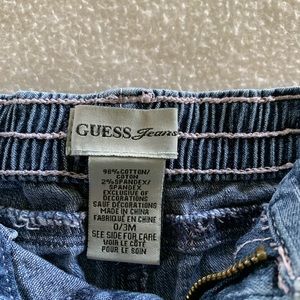 GUESS Jeans
98% COTTON/
COTON
2% SPANDEX/
SPANDEX
EXCLUSIVE OF
DECORATIONS
SAUF DÉCORATIONS
MADE IN CHINA
FABRIQUÉ EN CHINE
0/3M
SEE SIDE FOR CARE
VOIR LE CÔTÉ
POUR LE SOIN